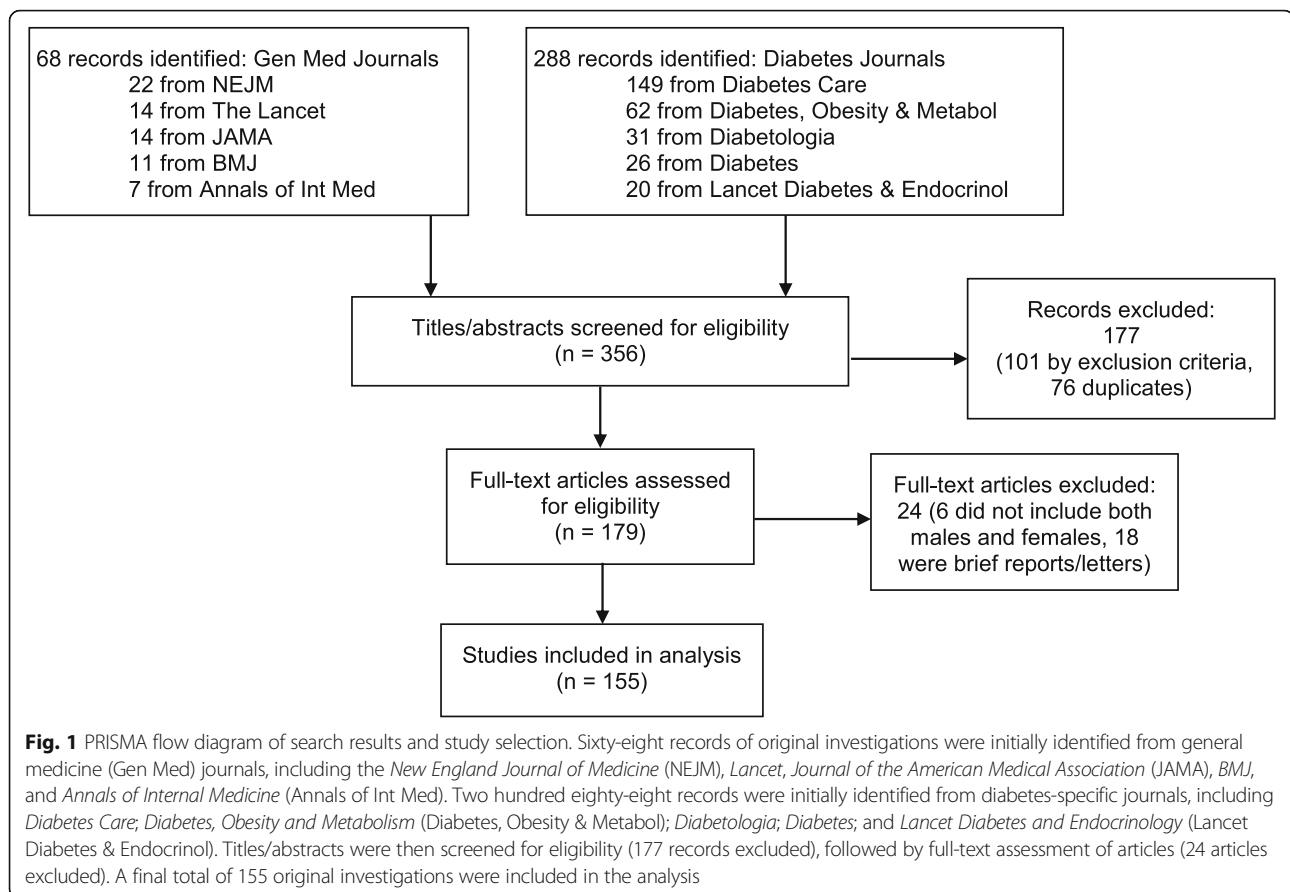 68 records identified: Gen Med Journals
22 from NEJM
14 from The Lancet
14 from JAMA
11 from BMJ
7 from Annals of Int Med
288 records identified: Diabetes Journals
149 from Diabetes Care
62 from Diabetes, Obesity & Metabol
31 from Diabetologia
26 from Diabetes
20 from Lancet Diabetes & Endocrinol
Titles/abstracts screened for eligibility
(n = 356)
Records excluded:
177
(101 by exclusion criteria,
76 duplicates)
Full-text articles assessed
for eligibility
(n = 179)
Full-text articles excluded:
24 (6 did not include both
males and females, 18
were brief reports/letters)
Studies included in analysis
(n = 155)
Fig. 1 PRISMA flow diagram of search results and study selection. Sixty-eight records of original investigations were initially identified from general
medicine (Gen Med) journals, including the New England Journal of Medicine (NEJM), Lancet, Journal of the American Medical Association (JAMA), BMJ,
and Annals of Internal Medicine (Annals of Int Med). Two hundred eighty-eight records were initially identified from diabetes-specific journals, including
Diabetes Care; Diabetes, Obesity and Metabolism (Diabetes, Obesity & Metabol); Diabetologia; Diabetes; and Lancet Diabetes and Endocrinology (Lancet
Diabetes & Endocrinol). Titles/abstracts were then screened for eligibility (177 records excluded), followed by full-text assessment of articles (24 articles
excluded). A final total of 155 original investigations were included in the analysis